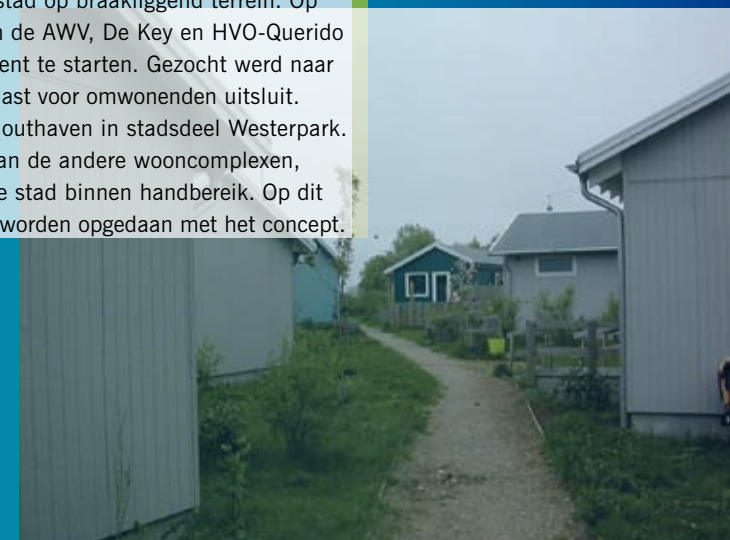 stad op braakliggend terrein. Op
de AWV, De Key en HVO-Querido
ent te starten. Gezocht werd naar
ast voor omwonenden uitsluit.
outhaven in stadsdeel Westerpark.
an de andere wooncomplexen,
e stad binnen handbereik. Op dit
worden opgedaan met het concept.